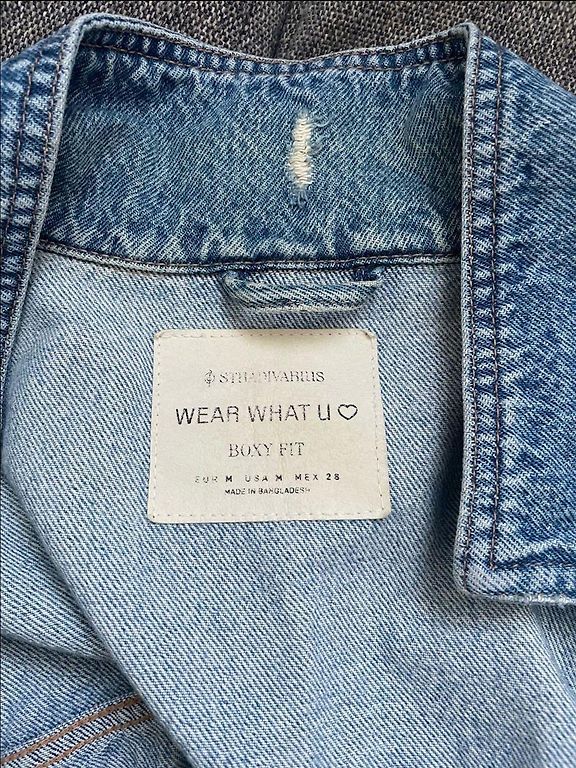 STRADIVARIUS
WEAR WHAT U ♡
BOXY FIT
EUR M USA M MEX 28
MADE IN BANGLADESH